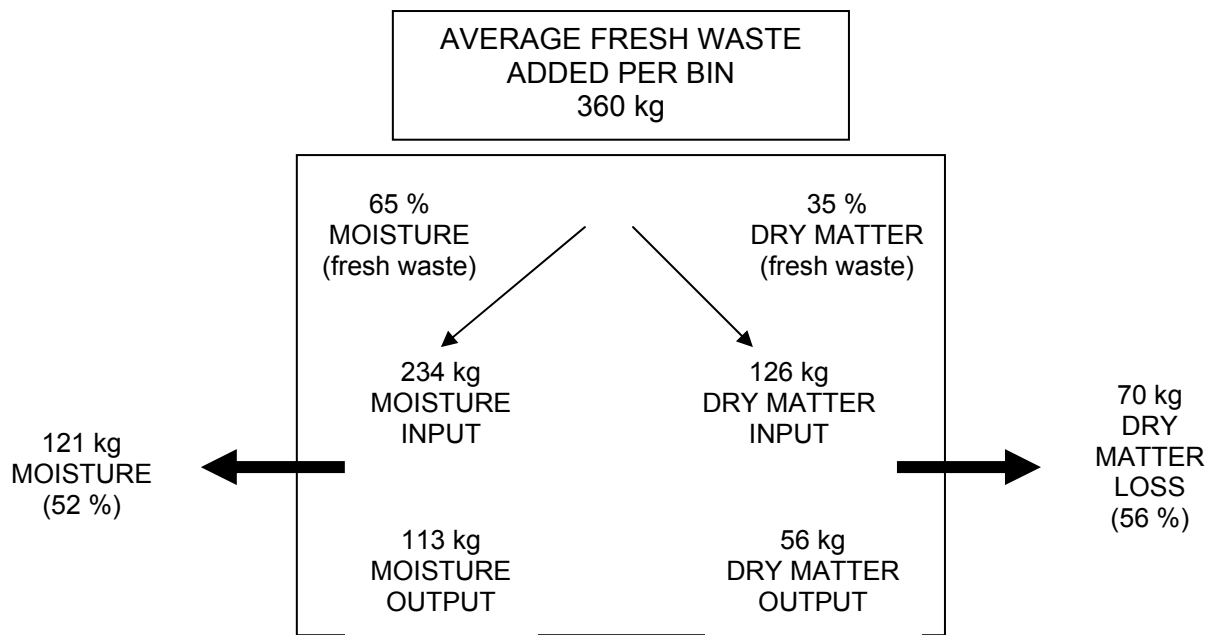 AVERAGE FRESH WASTE
ADDED PER BIN
360 kg
65 %
MOISTURE
(fresh waste)
35 %
DRY MATTER
(fresh waste)
234 kg
MOISTURE
INPUT
126 kg
DRY MATTER
INPUT
121 kg
MOISTURE
(52 %)
70 kg
DRY
MATTER
LOSS
(56 %)
113 kg
MOISTURE
OUTPUT
56 kg
DRY MATTER
OUTPUT